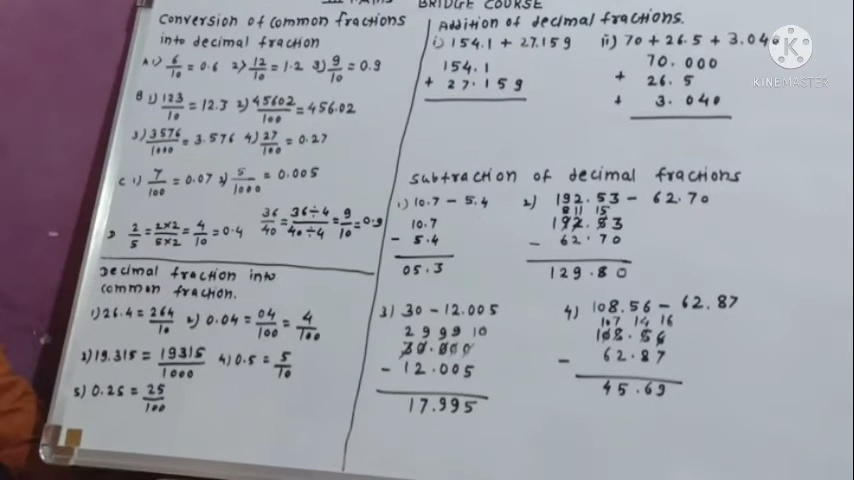 BRIDGE COURSE
Conversion of common fractions
into decimal fraction
A 1) 6/10 = 0.6 2) 12/10 = 1.2 3) 9/10 = 0.9
B 1) 123/10 = 12.3 2) 45602/100 = 456.02
3) 3576/1000 = 3.576 4) 27/100 = 0.27
C 1) 7/100 = 0.07 2) 5/1000 = 0.005
D 2/5 = 2×2/5×2 = 4/10 = 0.4 36/40 = 36÷4/40÷4 = 9/10 = 0.9
Decimal fraction into
common fraction.
1) 26.4 = 264/10 2) 0.04 = 04/100 = 4/100
3) 19.315 = 19315/1000 4) 0.5 = 5/10
5) 0.25 = 25/100
Addition of decimal fractions.
i) 154.1 + 27.159 ii) 70 + 26.5 + 3.040
154.1
+ 27.159
70.000
+ 26.5
+ 3.040
Subtraction of decimal fractions
1) 10.7 - 5.4 2) 192.53 - 62.70
10.7
- 5.4
05.3
8 11 15
192.53
- 62.70
129.80
3) 30 - 12.005 4) 108.56 - 62.87
2 9 9 9 10
30.000
- 12.005
17.995
107 14 16
108.56
- 62.87
45.69
KINEMASTER